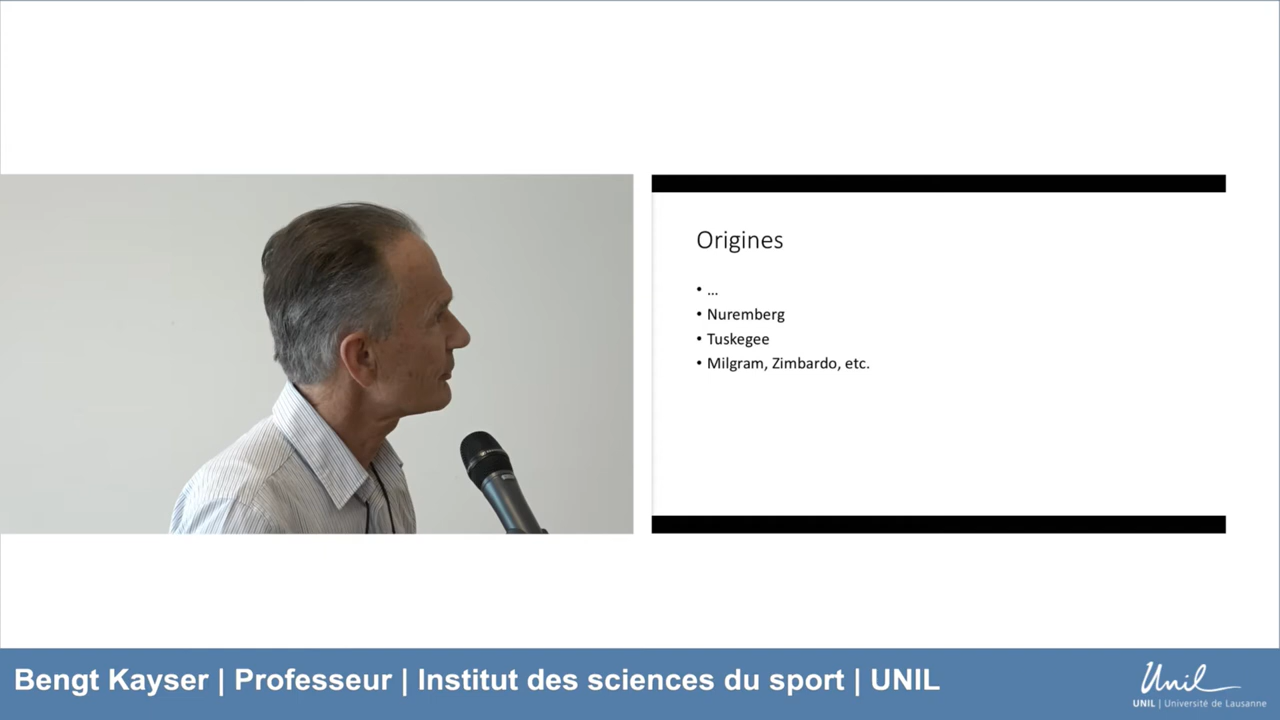 Origines
• ...
• Nuremberg
• Tuskegee
• Milgram, Zimbardo, etc.
Bengt Kayser | Professeur | Institut des sciences du sport | UNIL
Unil
UNIL | Université de Lausanne